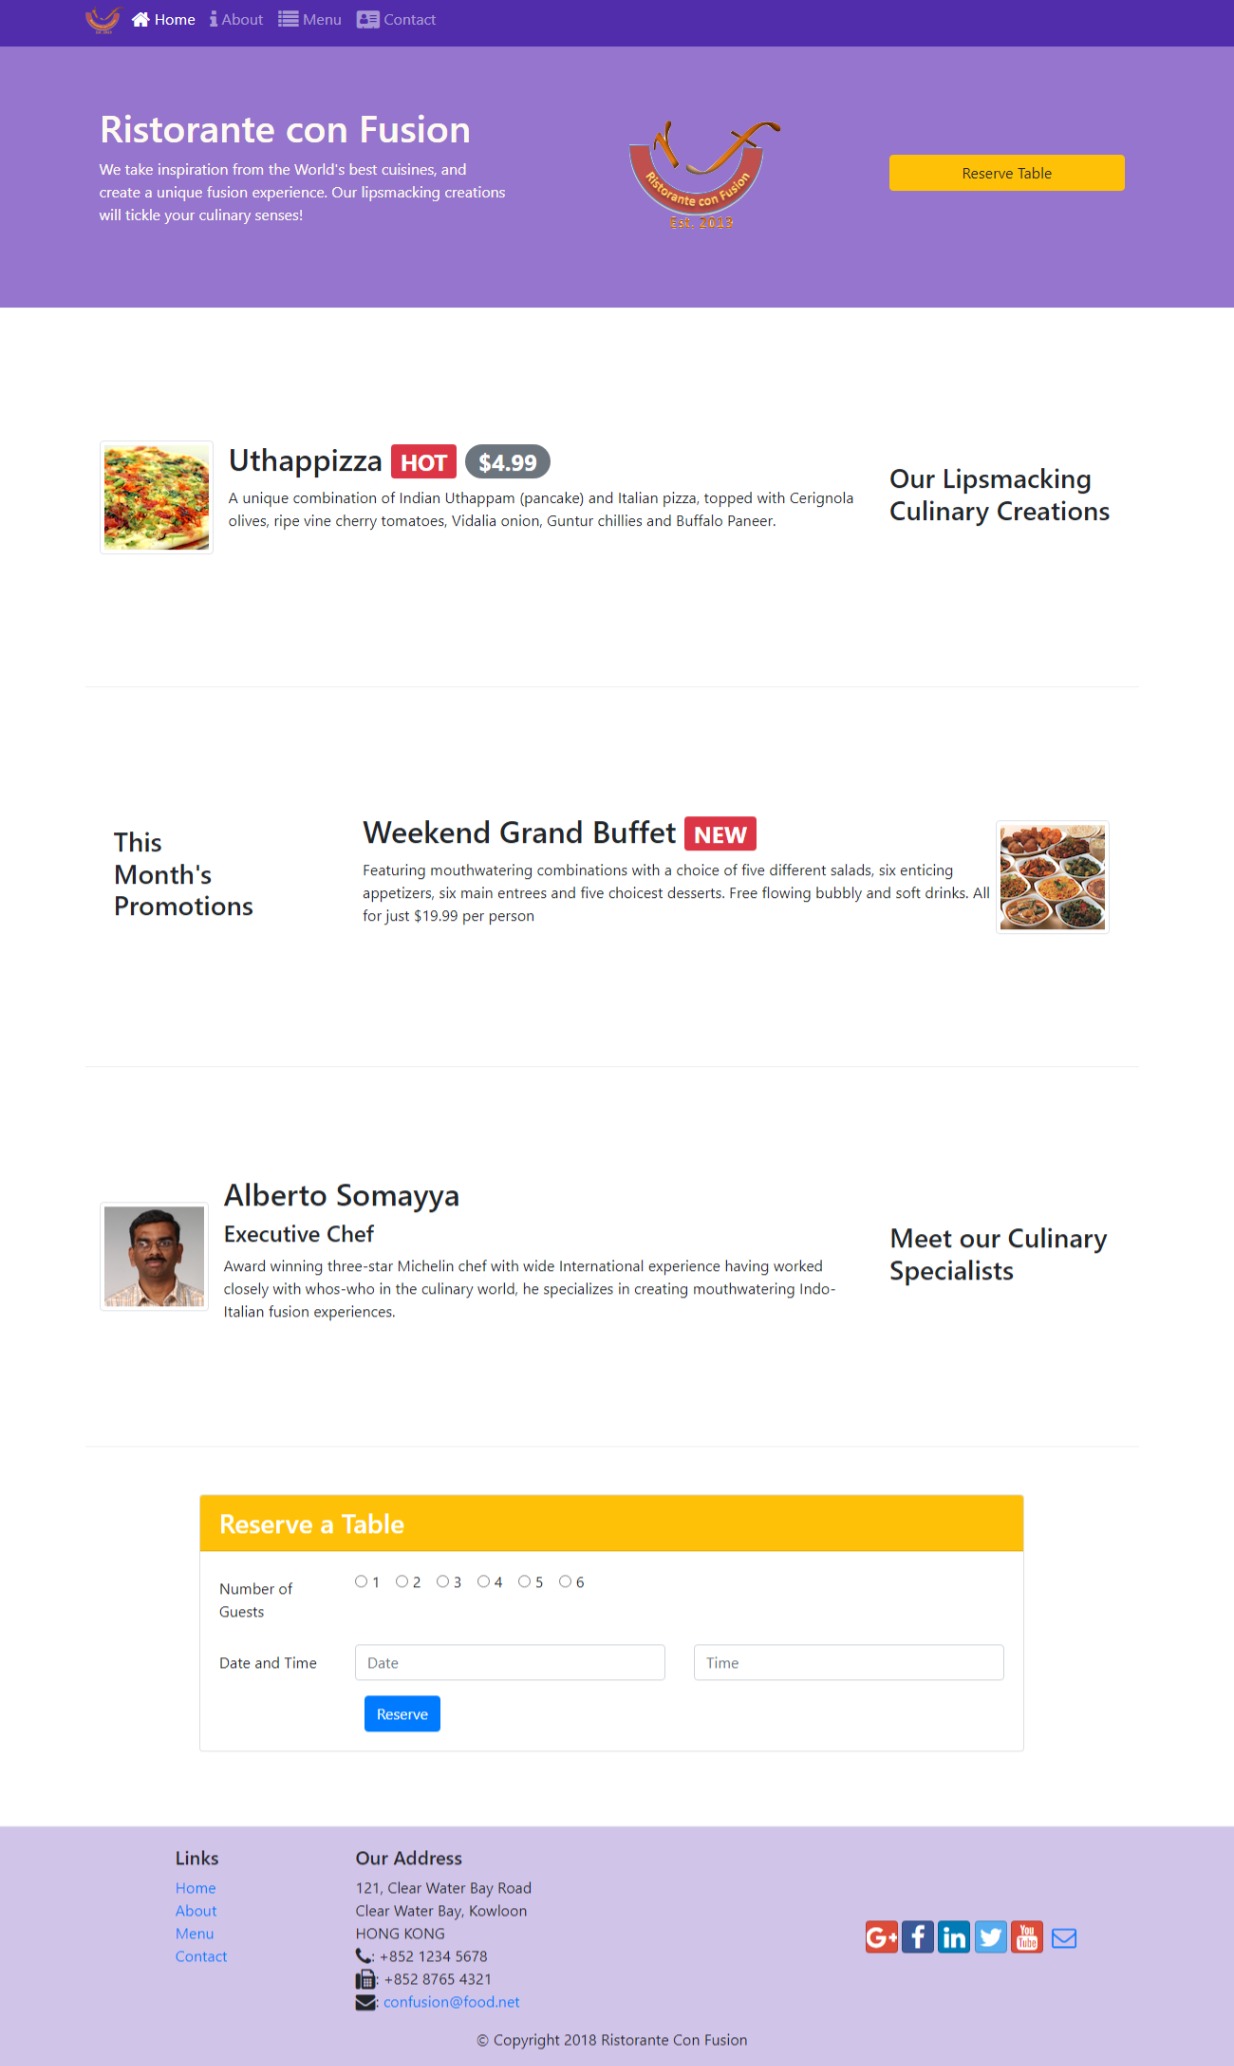 Home About Menu Contact
Ristorante con Fusion
We take inspiration from the World's best cuisines, and
create a unique fusion experience. Our lipsmacking creations
will tickle your culinary senses!
Ristorante con Fusion
Est. 2013
Reserve Table
Uthappizza HOT $4.99
A unique combination of Indian Uthappam (pancake) and Italian pizza, topped with Cerignola
olives, ripe vine cherry tomatoes, Vidalia onion, Guntur chillies and Buffalo Paneer.
Our Lipsmacking
Culinary Creations
This
Month's
Promotions
Weekend Grand Buffet NEW
Featuring mouthwatering combinations with a choice of five different salads, six enticing
appetizers, six main entrees and five choicest desserts. Free flowing bubbly and soft drinks. All
for just $19.99 per person
Alberto Somayya
Executive Chef
Award winning three-star Michelin chef with wide International experience having worked
closely with whos-who in the culinary world, he specializes in creating mouthwatering Indo-
Italian fusion experiences.
Meet our Culinary
Specialists
Reserve a Table
Number of
Guests
1 2 3 4 5 6
Date and Time
Date
Time
Reserve
Links
Home
About
Menu
Contact
Our Address
121, Clear Water Bay Road
Clear Water Bay, Kowloon
HONG KONG
: +852 1234 5678
: +852 8765 4321
: confusion@food.net
G+ f in You Tube
© Copyright 2018 Ristorante Con Fusion